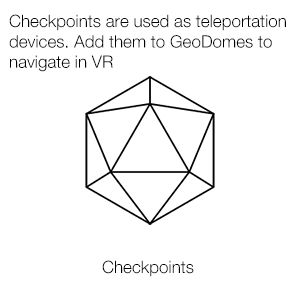 Checkpoints are used as teleportation
devices. Add them to GeoDomes to
navigate in VR
Checkpoints